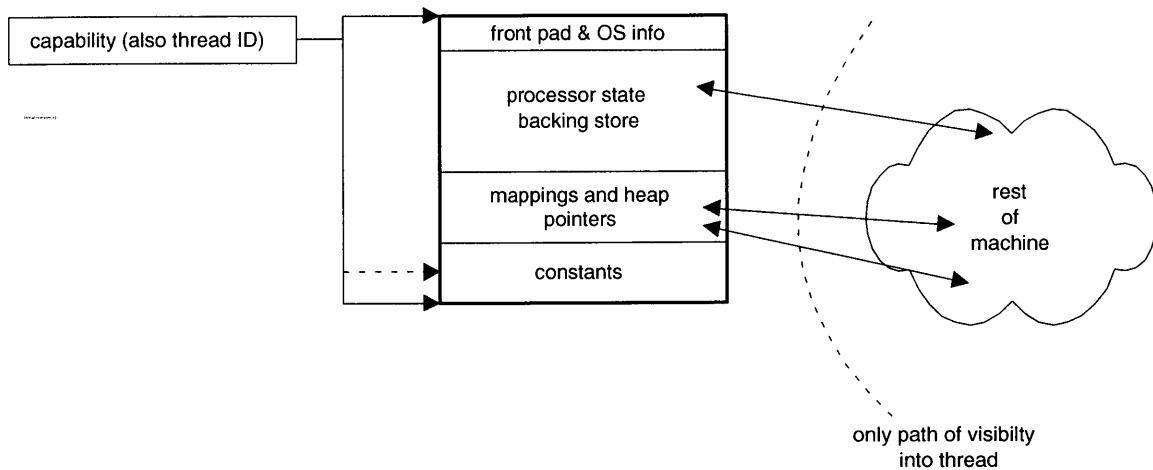 capability (also thread ID)
front pad & OS info
processor state
backing store
mappings and heap
pointers
constants
rest
of
machine
only path of visibilty
into thread